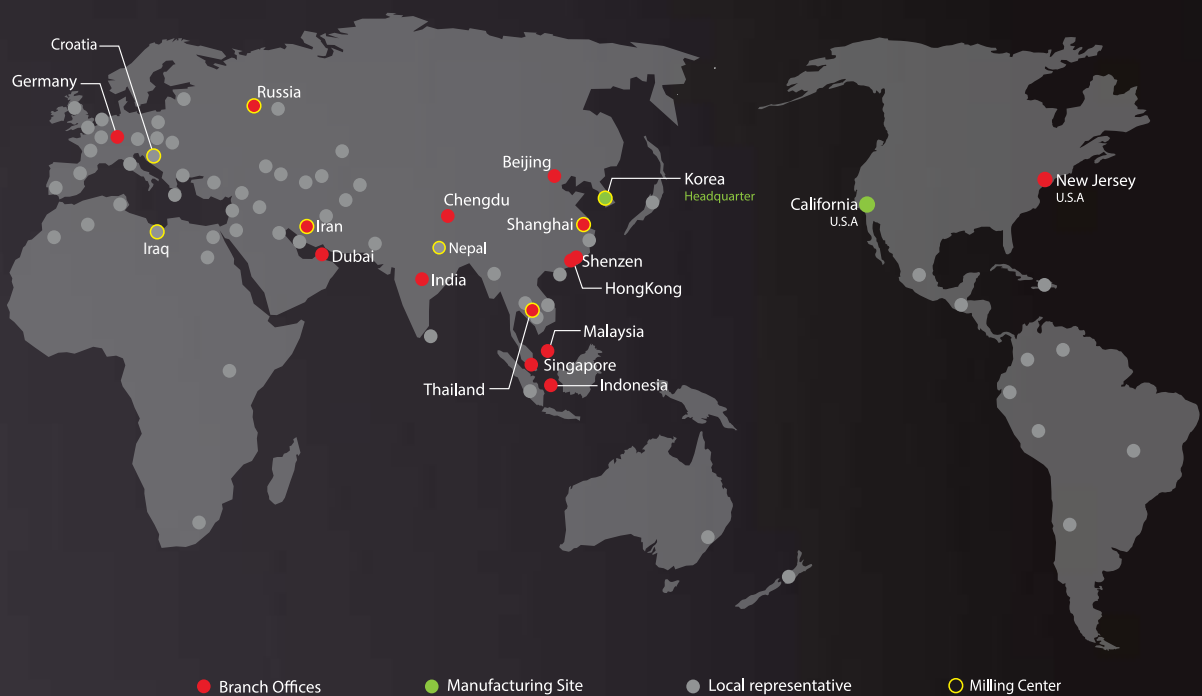 Croatia
Germany
Russia
Beijing
Korea
Headquarter
New Jersey
U.S.A
Chengdu
California
U.S.A
Shanghai
Iran
Iraq
Nepal
Dubai
Shenzen
India
HongKong
Malaysia
Singapore
Thailand
Indonesia
Branch Offices
Manufacturing Site
Local representative
Milling Center